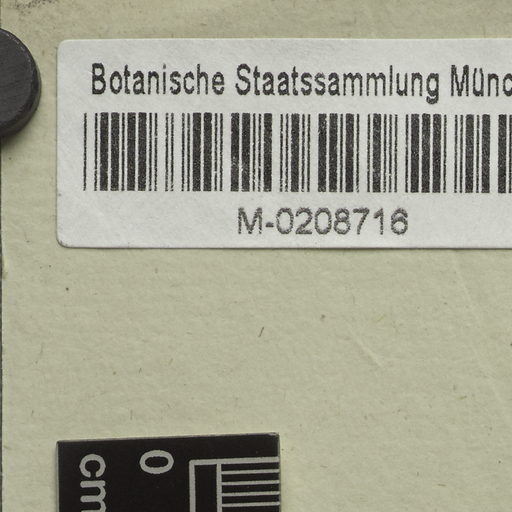 Botanische Staatssammlung Münc
M-0208716
0
cm